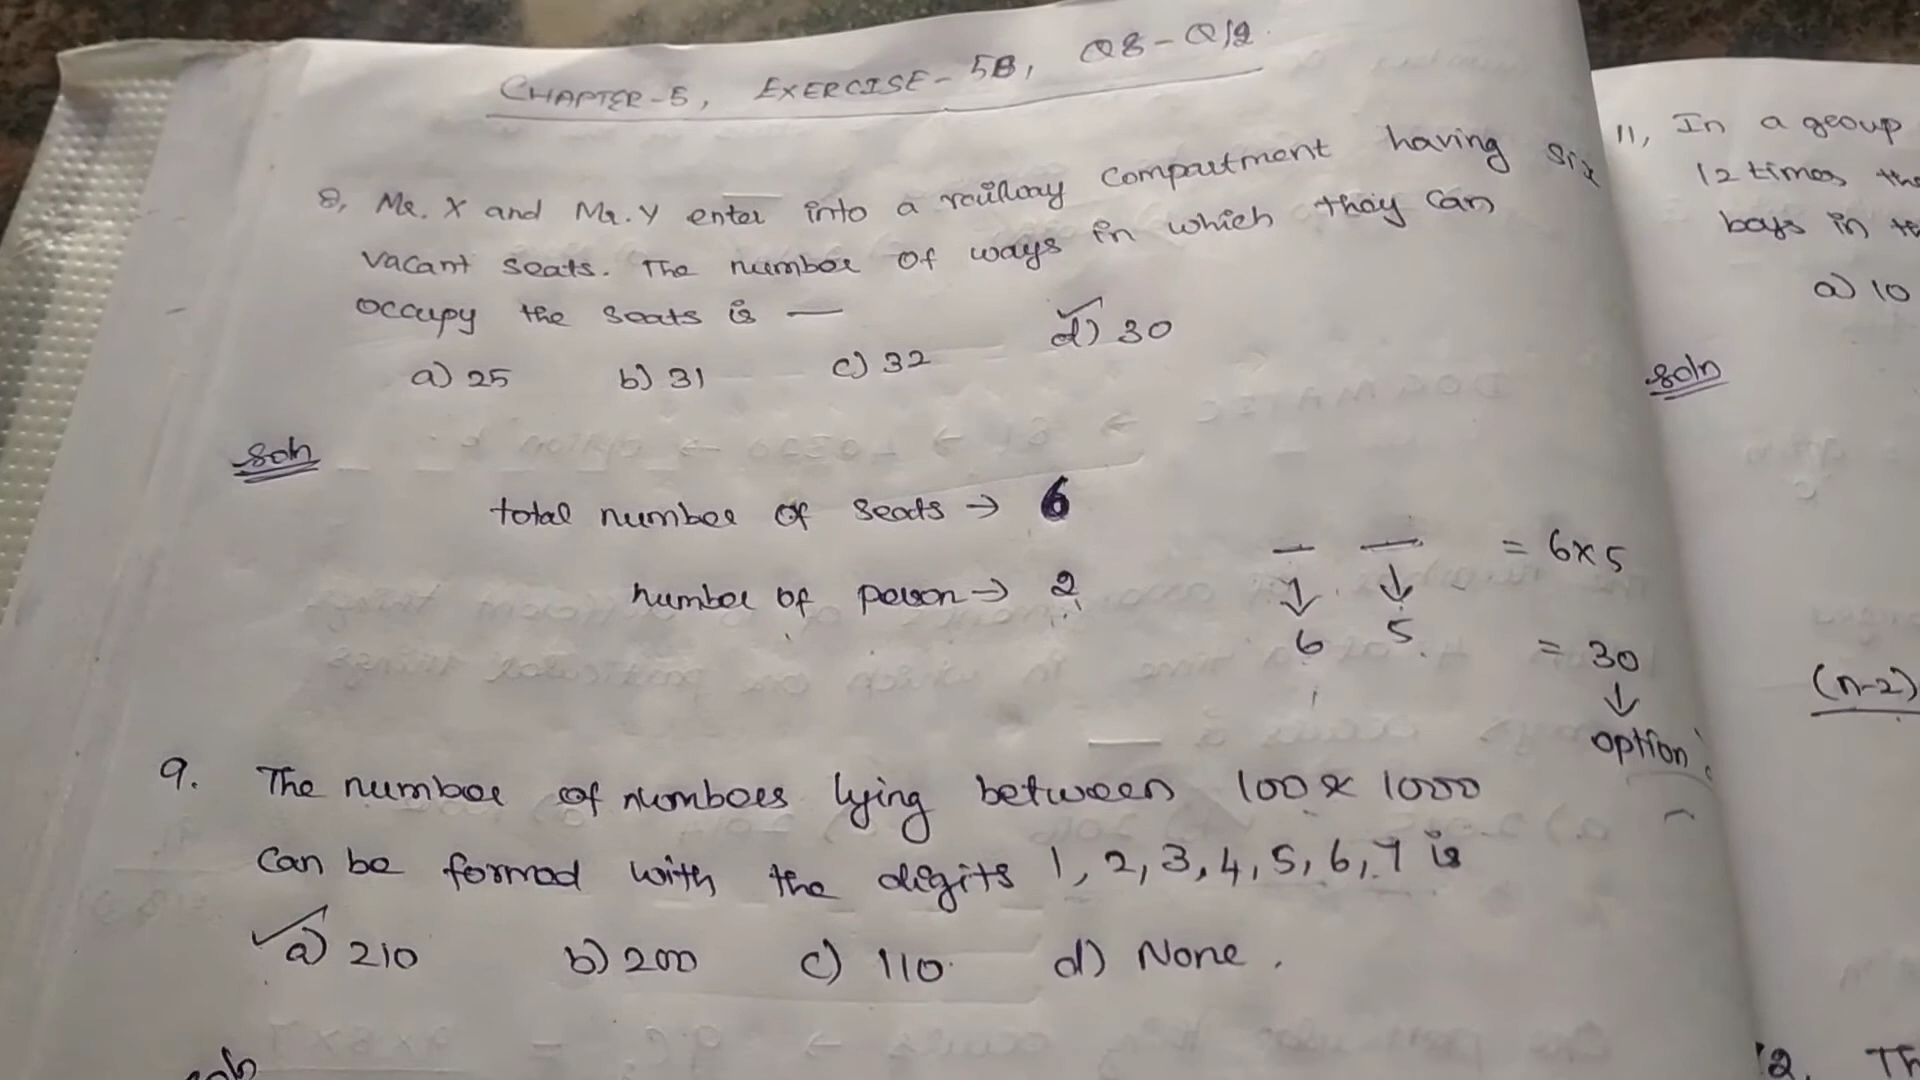 CHAPTER-5, EXERCISE-5B, Q8-Q12.
8, Mr. X and Mr. Y enter into a railway compartment having six
vacant seats. The number of ways in which they can
occupy the seats is —
a) 25 b) 31 c) 32 d) 30
soln
total number of seats → 6
number of person → 2
— — = 6x5
↓ ↓
6 5
= 30
↓
option
9. The number of numbers lying between 100 & 1000
can be formed with the digits 1, 2, 3, 4, 5, 6, 7 is
a) 210 b) 200 c) 110 d) None.
11, In a group
12 times the
boys in
a) 10
soln
(n-2)
12. Th